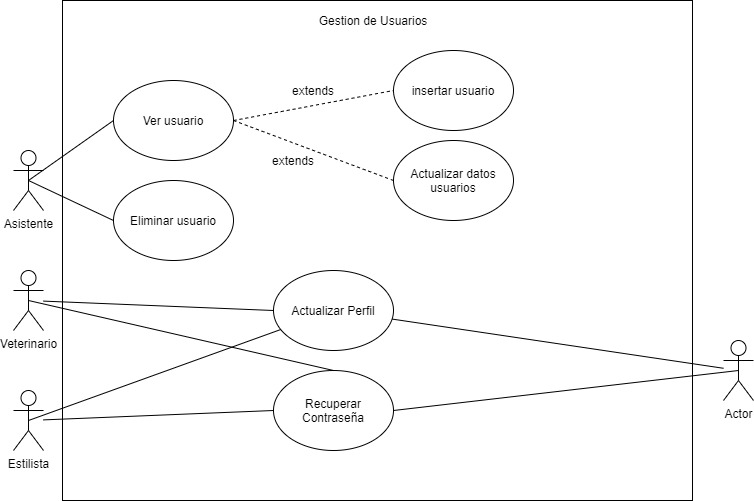 Gestion de Usuarios
extends
insertar usuario
Ver usuario
extends
Actualizar datos
usuarios
Asistente
Eliminar usuario
Actualizar Perfil
Veterinario
Recuperar
Contraseña
Actor
Estilista